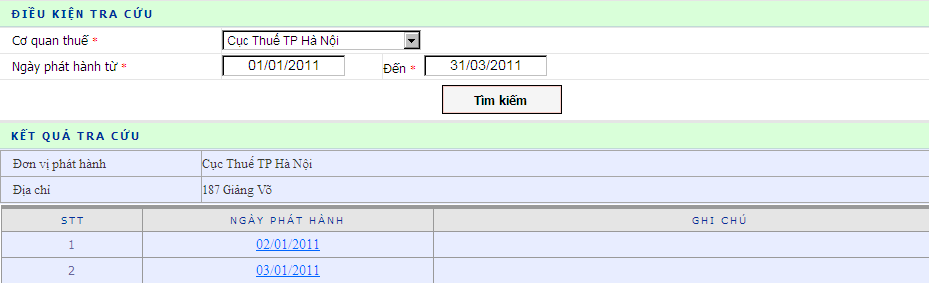 ĐIỀU KIỆN TRA CỨU
Cơ quan thuế * Cục Thuế TP Hà Nội
Ngày phát hành từ * 01/01/2011 Đến * 31/03/2011
Tìm kiếm
KẾT QUẢ TRA CỨU
Đơn vị phát hành Cục Thuế TP Hà Nội
Địa chỉ 187 Giảng Võ
STT NGÀY PHÁT HÀNH GHI CHÚ
1 02/01/2011
2 03/01/2011